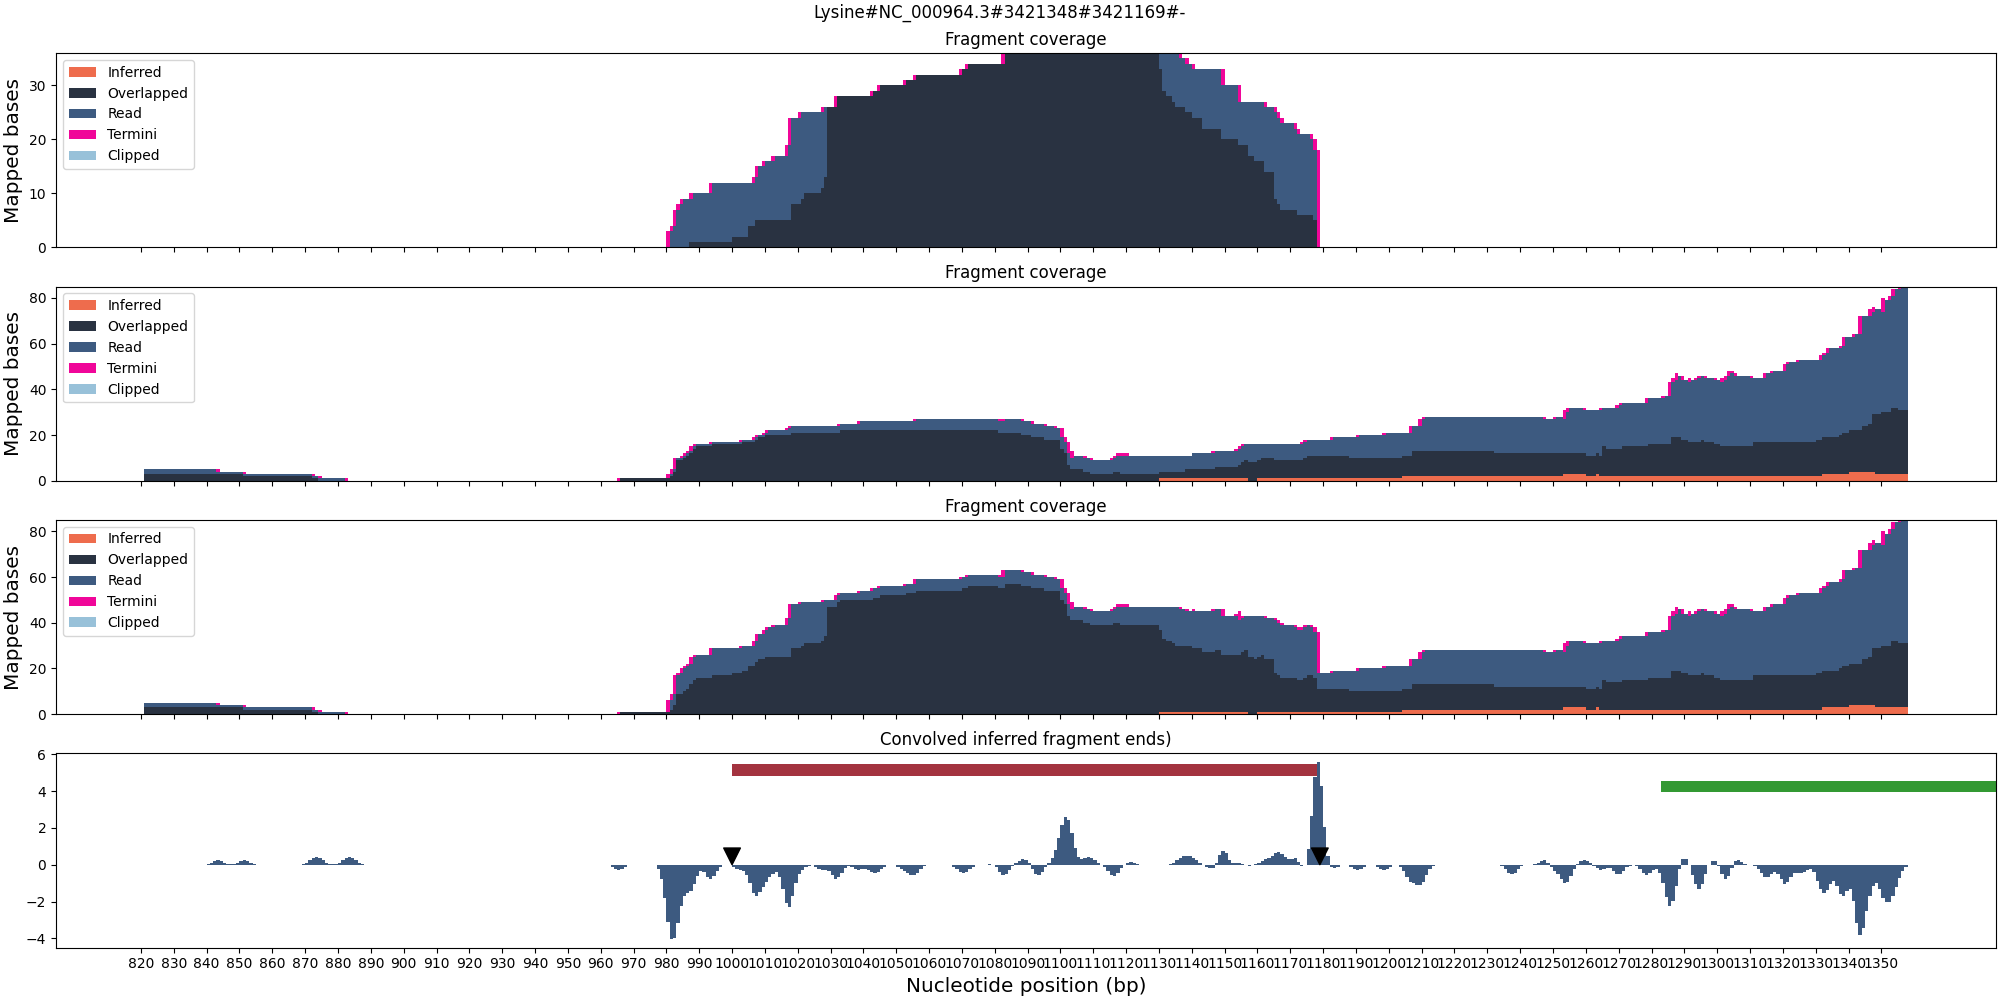 Lysine#NC_000964.3#3421348#3421169#-
Fragment coverage
Mapped bases
30
20
10
0
Inferred
Overlapped
Read
Termini
Clipped
Fragment coverage
Mapped bases
80
60
40
20
0
Inferred
Overlapped
Read
Termini
Clipped
Fragment coverage
Mapped bases
80
60
40
20
0
Inferred
Overlapped
Read
Termini
Clipped
Convolved inferred fragment ends)
6
4
2
0
−2
−4
820 830 840 850 860 870 880 890 900 910 920 930 940 950 960 970 980 990 1000 1010 1020 1030 1040 1050 1060 1070 1080 1090 1100 1110 1120 1130 1140 1150 1160 1170 1180 1190 1200 1210 1220 1230 1240 1250 1260 1270 1280 1290 1300 1310 1320 1330 1340 1350
Nucleotide position (bp)